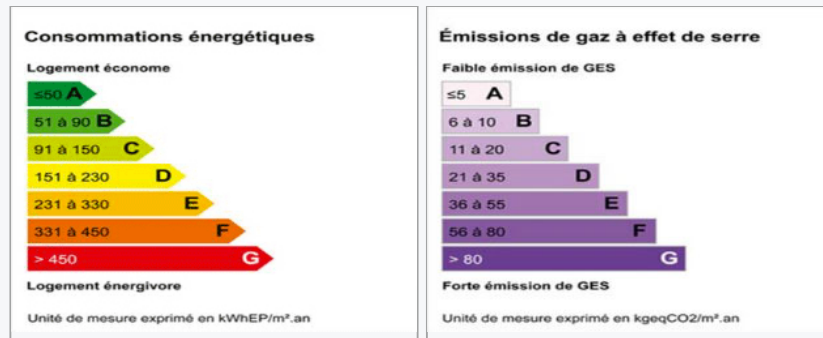 Consommations énergétiques
Logement économe
≤50 A
51 à 90 B
91 à 150 C
151 à 230 D
231 à 330 E
331 à 450 F
> 450 G
Logement énergivore
Unité de mesure exprimé en kWhEP/m².an
Émissions de gaz à effet de serre
Faible émission de GES
≤5 A
6 à 10 B
11 à 20 C
21 à 35 D
36 à 55 E
56 à 80 F
> 80 G
Forte émission de GES
Unité de mesure exprimé en kgeqCO2/m².an